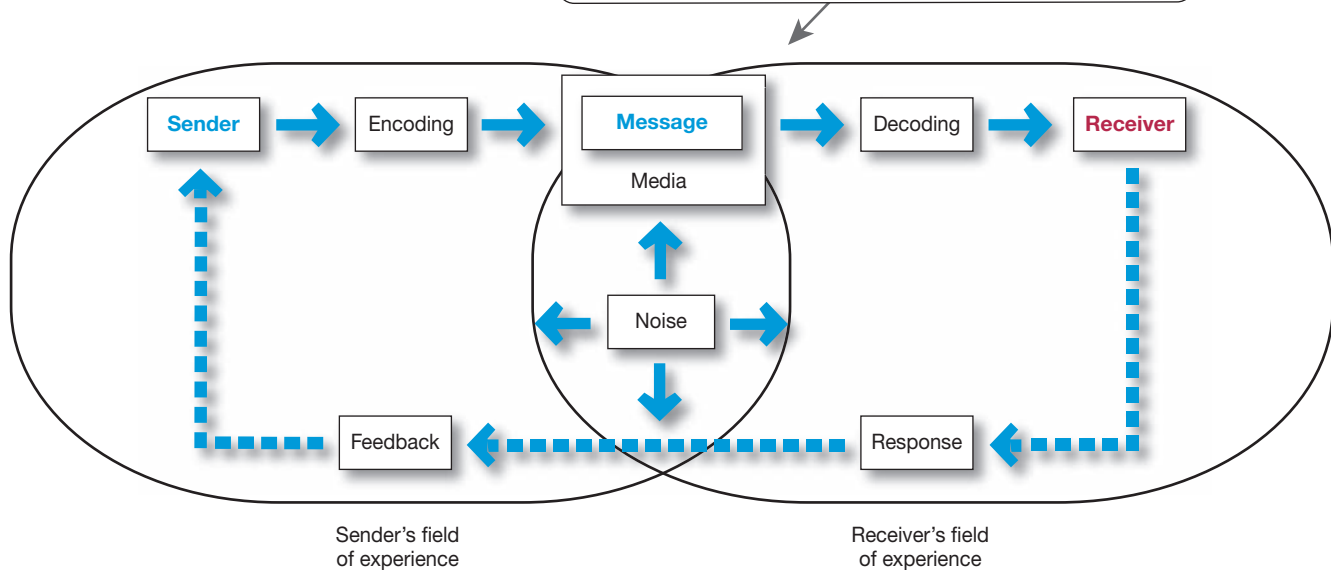 Sender
Encoding
Message
Media
Decoding
Receiver
Noise
Feedback
Response
Sender’s field
of experience
Receiver’s field
of experience